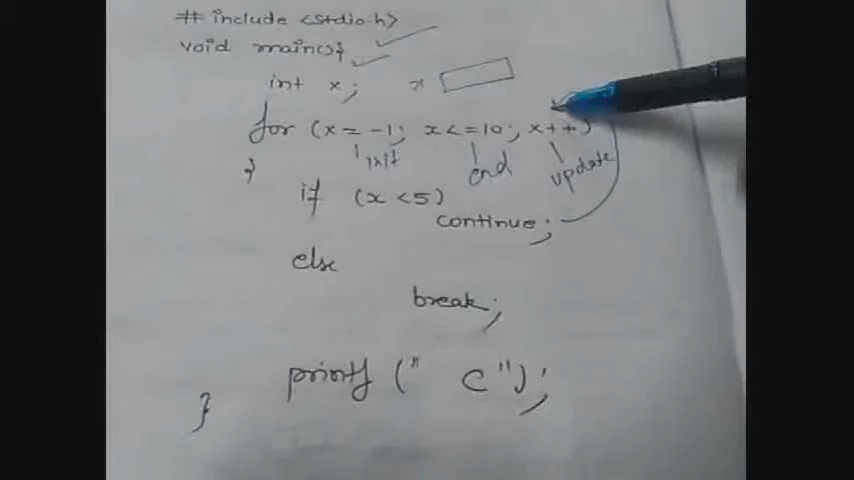 # include <stdio.h>
void main(){
int x; x
for (x = -1; x <= 10; x++)
init end update
}
if (x < 5)
continue;
else
break;
printf (" C");
}